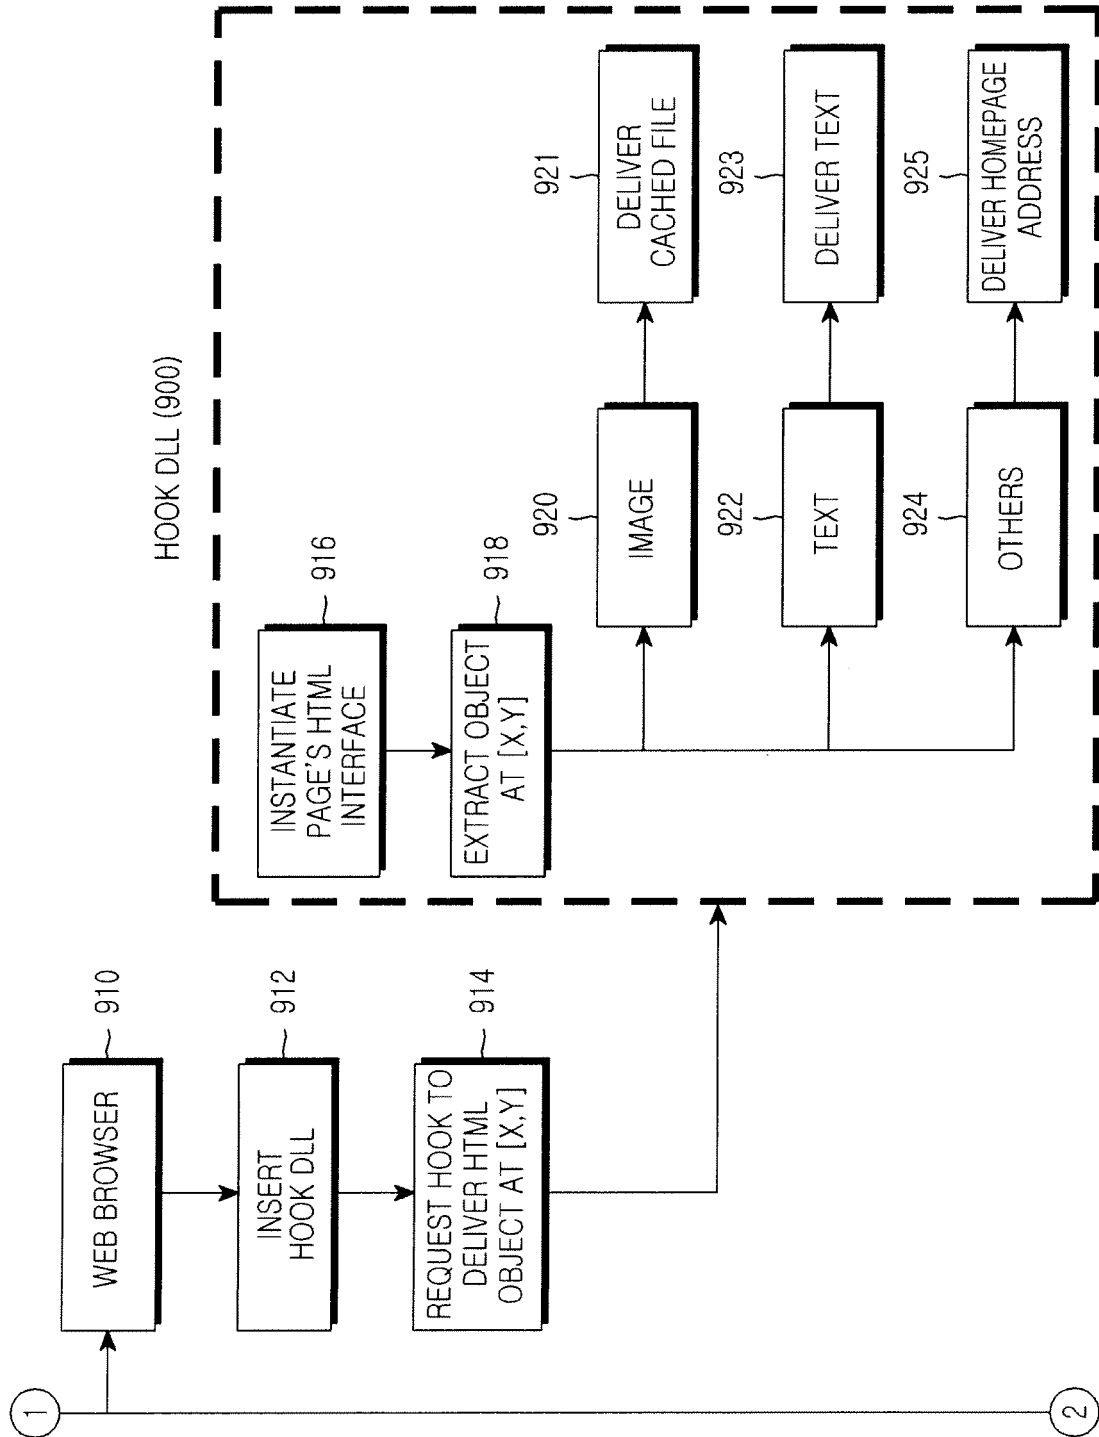 1
WEB BROWSER
910
INSERT
HOOK DLL
912
REQUEST HOOK TO
DELIVER HTML
OBJECT AT [X,Y]
914
HOOK DLL (900)
INSTANTIATE
PAGE'S HTML
INTERFACE
916
EXTRACT OBJECT
AT [X,Y]
918
920
IMAGE
921
DELIVER
CACHED FILE
922
TEXT
923
DELIVER TEXT
924
OTHERS
925
DELIVER HOMEPAGE
ADDRESS
2